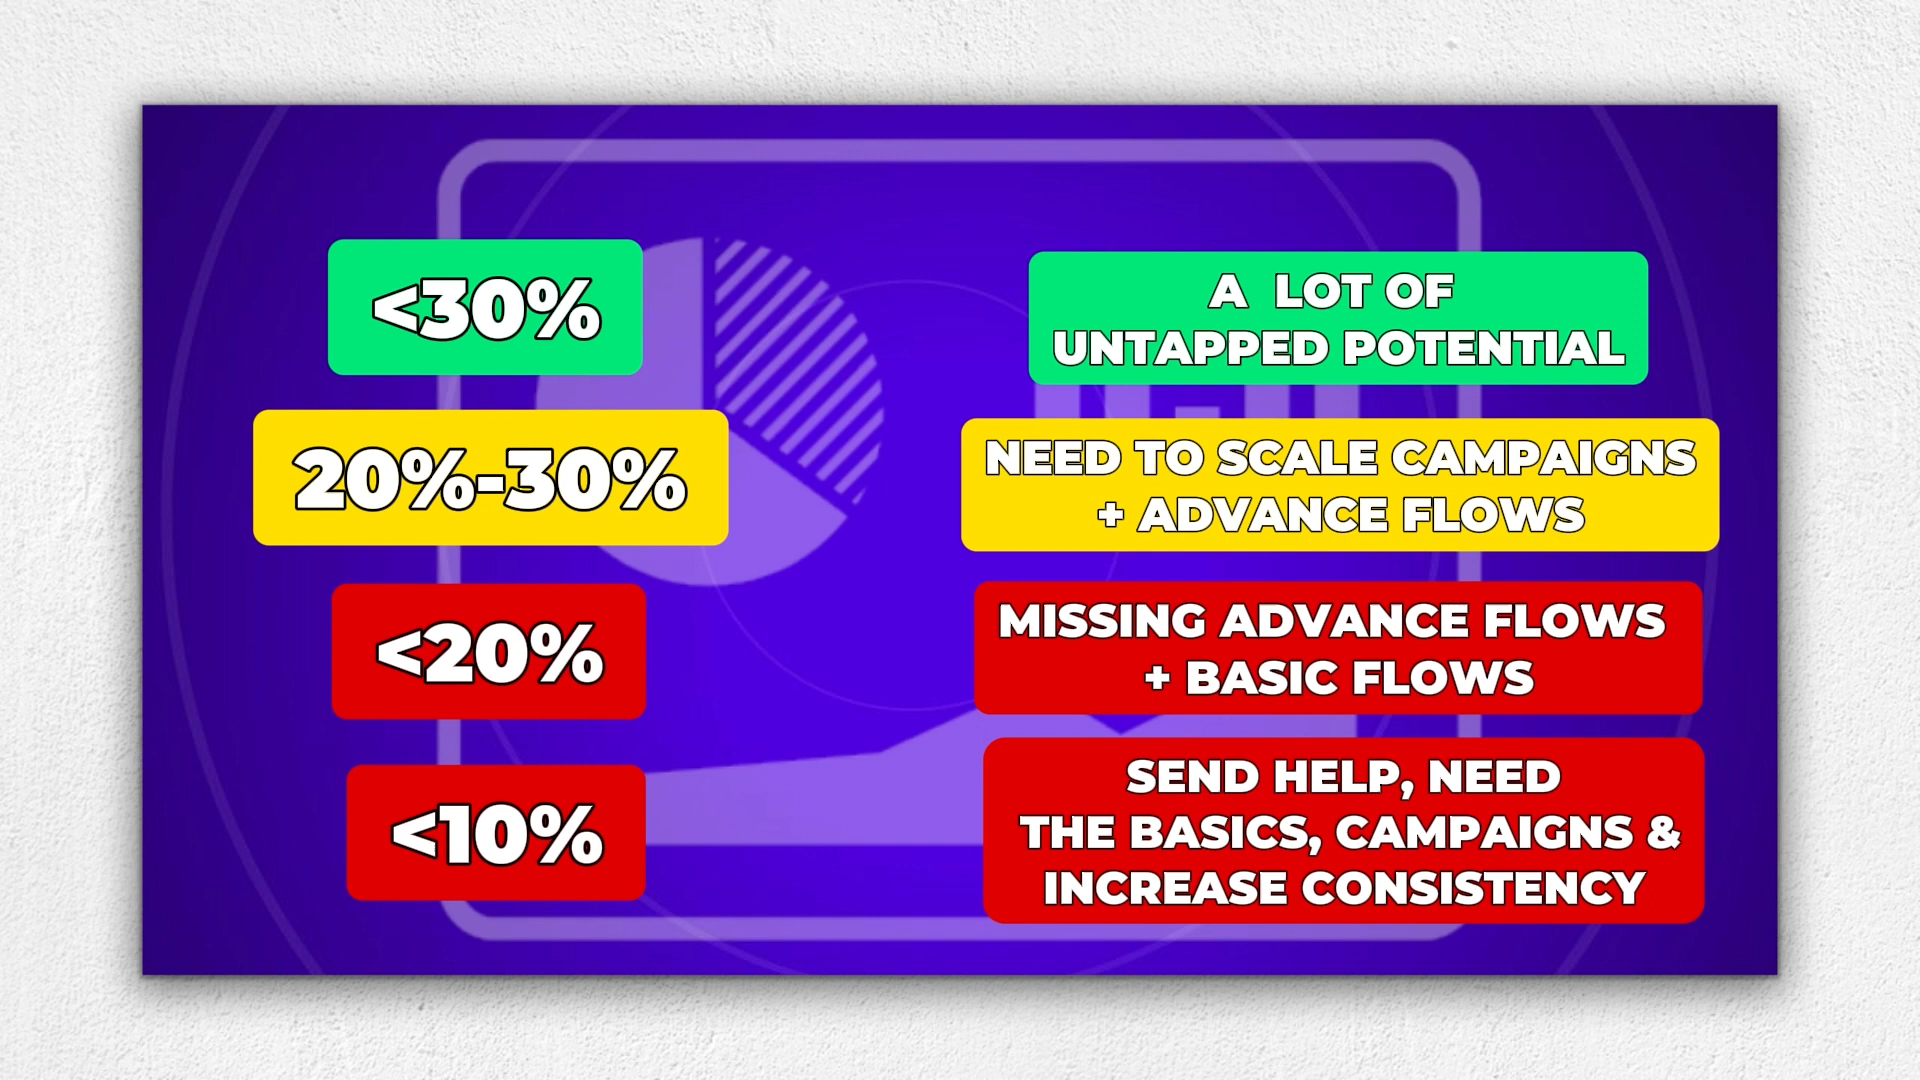 <30%
A LOT OF
UNTAPPED POTENTIAL
20%-30%
NEED TO SCALE CAMPAIGNS
+ ADVANCE FLOWS
<20%
MISSING ADVANCE FLOWS
+ BASIC FLOWS
<10%
SEND HELP, NEED
THE BASICS, CAMPAIGNS &
INCREASE CONSISTENCY